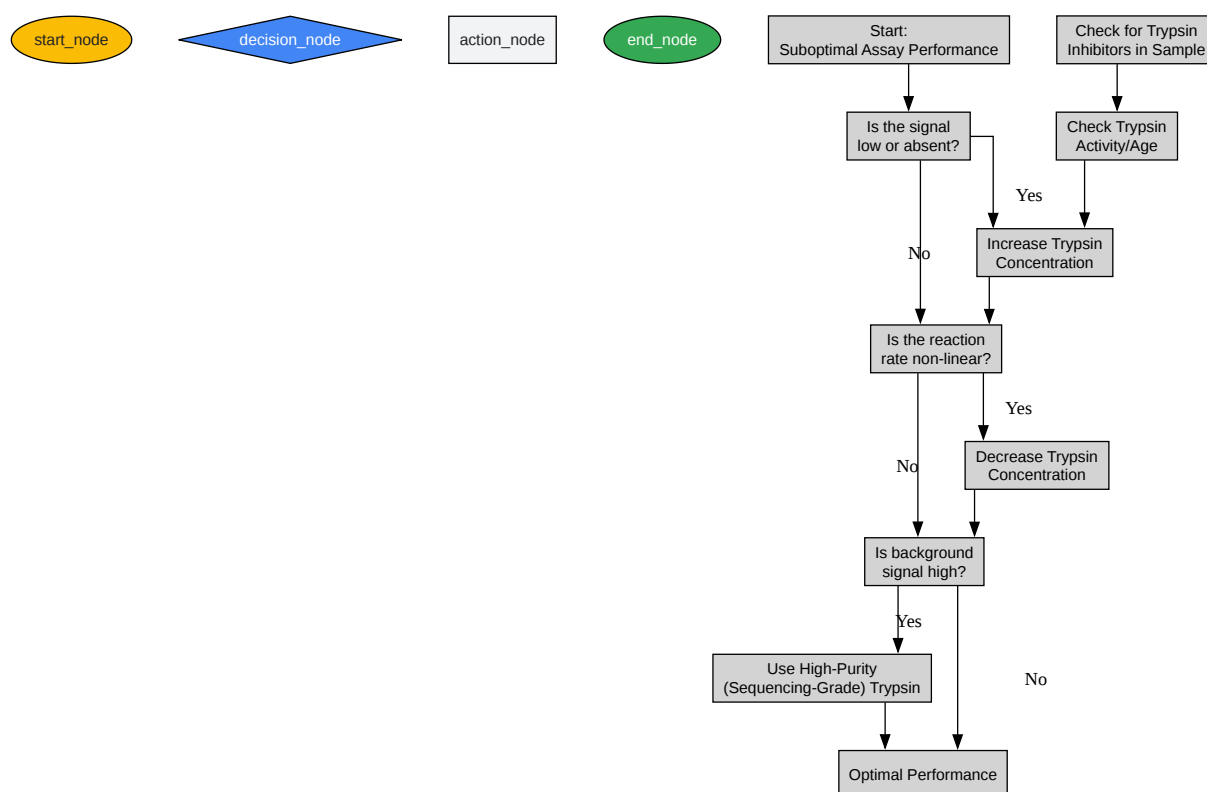 start_node
decision_node
action_node
end_node
Start:
Suboptimal Assay Performance
Check for Trypsin
Inhibitors in Sample
Is the signal
low or absent?
Check Trypsin
Activity/Age
Yes
No
Increase Trypsin
Concentration
Is the reaction
rate non-linear?
Yes
No
Decrease Trypsin
Concentration
Is background
signal high?
Yes
Use High-Purity
(Sequencing-Grade) Trypsin
No
Optimal Performance